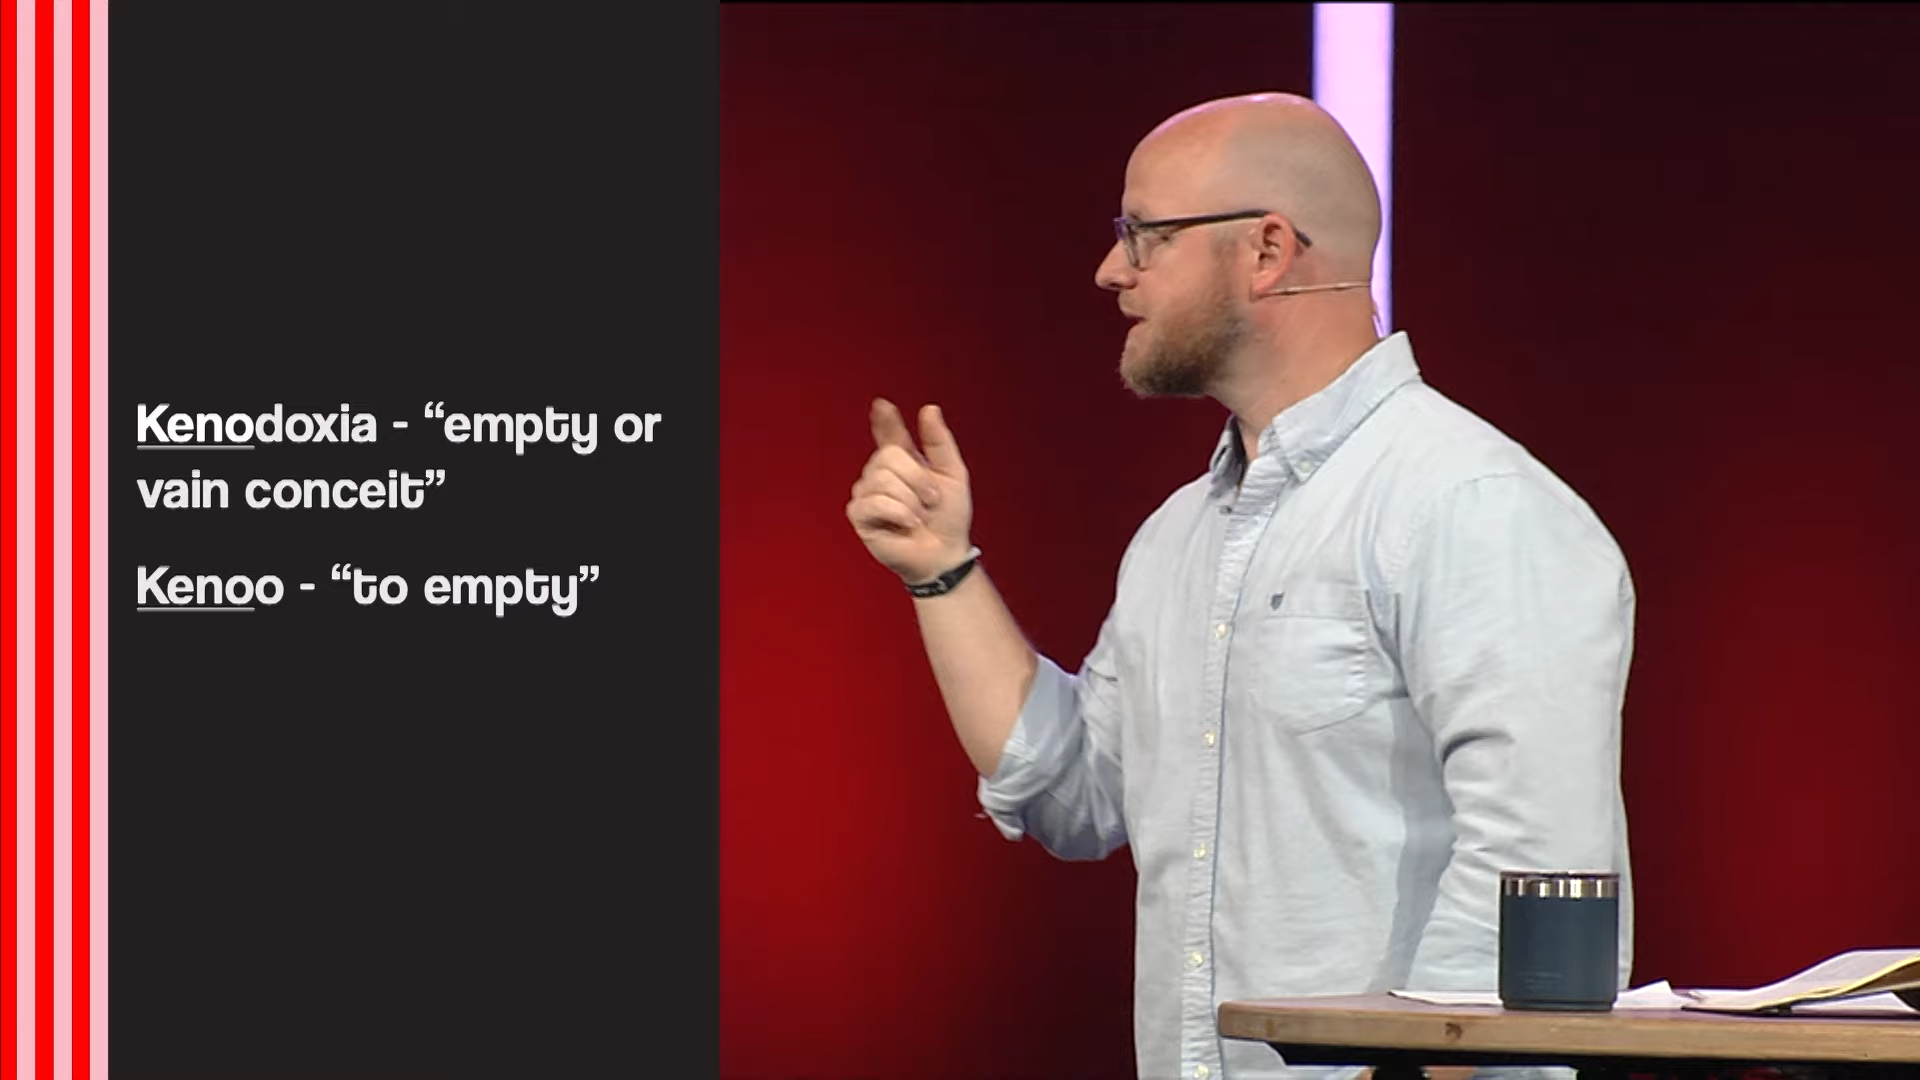 Kenodoxia - “empty or
vain conceit”
Kenoo - “to empty”